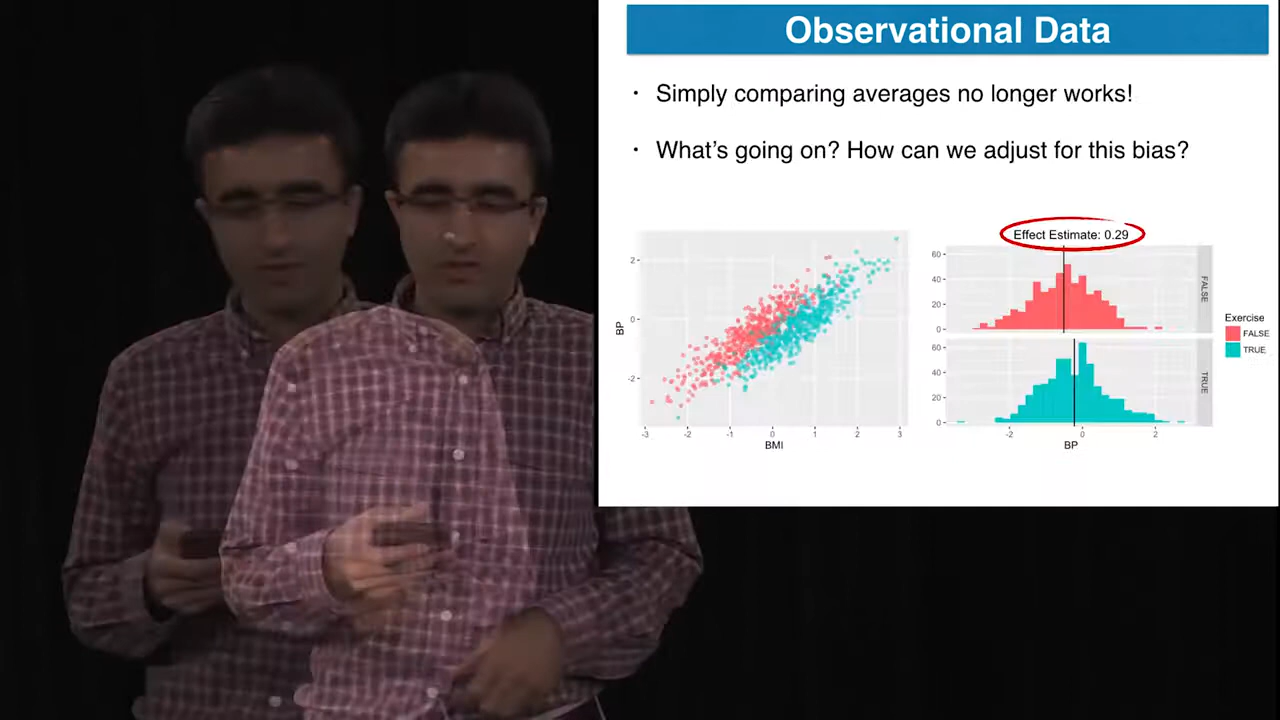 Observational Data
• Simply comparing averages no longer works!
• What's going on? How can we adjust for this bias?
Effect Estimate: 0.29
BP
2
0
-2
-3 -2 -1 0 1 2 3
BMI
60
40
20
0
FALSE
60
40
20
0
TRUE
-2 0 2
BP
Exercise
FALSE
TRUE